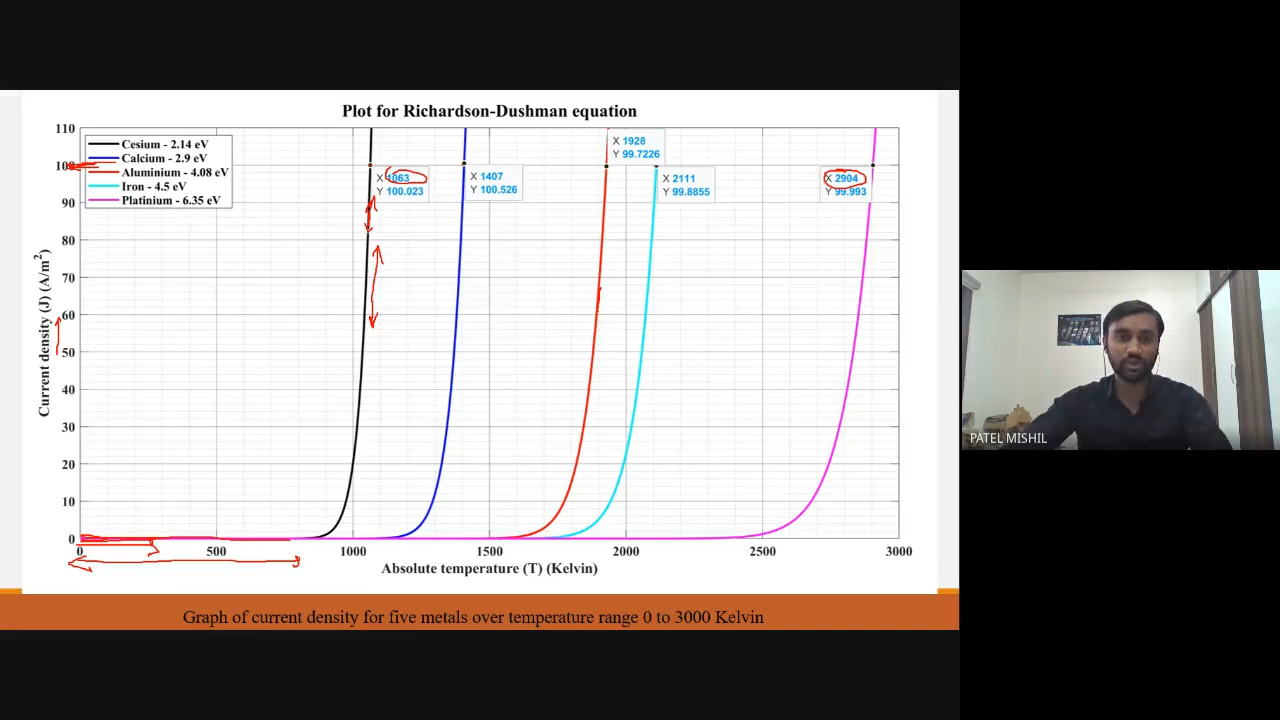 Plot for Richardson-Dushman equation
110
100
90
80
70
60
50
40
30
20
10
0
Current density (J) (A/m²)
Cesium - 2.14 eV
Calcium - 2.9 eV
Aluminium - 4.08 eV
Iron - 4.5 eV
Platinium - 6.35 eV
X 1063
Y 100.023
X 1407
Y 100.526
X 1928
Y 99.7226
X 2111
Y 99.8855
X 2904
Y 99.993
0 500 1000 1500 2000 2500 3000
Absolute temperature (T) (Kelvin)
Graph of current density for five metals over temperature range 0 to 3000 Kelvin
PATEL MISHIL